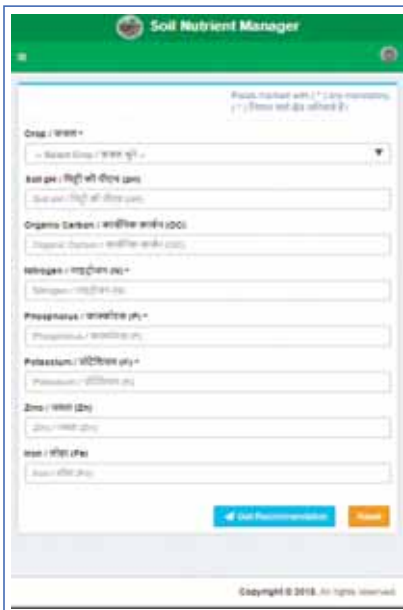 Soil Nutrient Manager
Fields marked with ( * ) are mandatory.
Crop / फसल *
-- Select Crop / फसल चुनें --
Soil pH / मिट्टी की पीएच (pH)
Soil pH / मिट्टी की पीएच (pH)
Organic Carbon / कार्बनिक कार्बन (OC)
Organic Carbon / कार्बनिक कार्बन (OC)
Nitrogen / नाइट्रोजन (N) *
Nitrogen / नाइट्रोजन (N)
Phosphorus / फास्फोरस (P) *
Phosphorus / फास्फोरस (P)
Potassium / पोटेशियम (K) *
Potassium / पोटेशियम (K)
Zinc / जस्ता (Zn)
Zinc / जस्ता (Zn)
Iron / लोहा (Fe)
Iron / लोहा (Fe)
Get Recommendation
Reset
Copyright © 2018. All rights reserved.